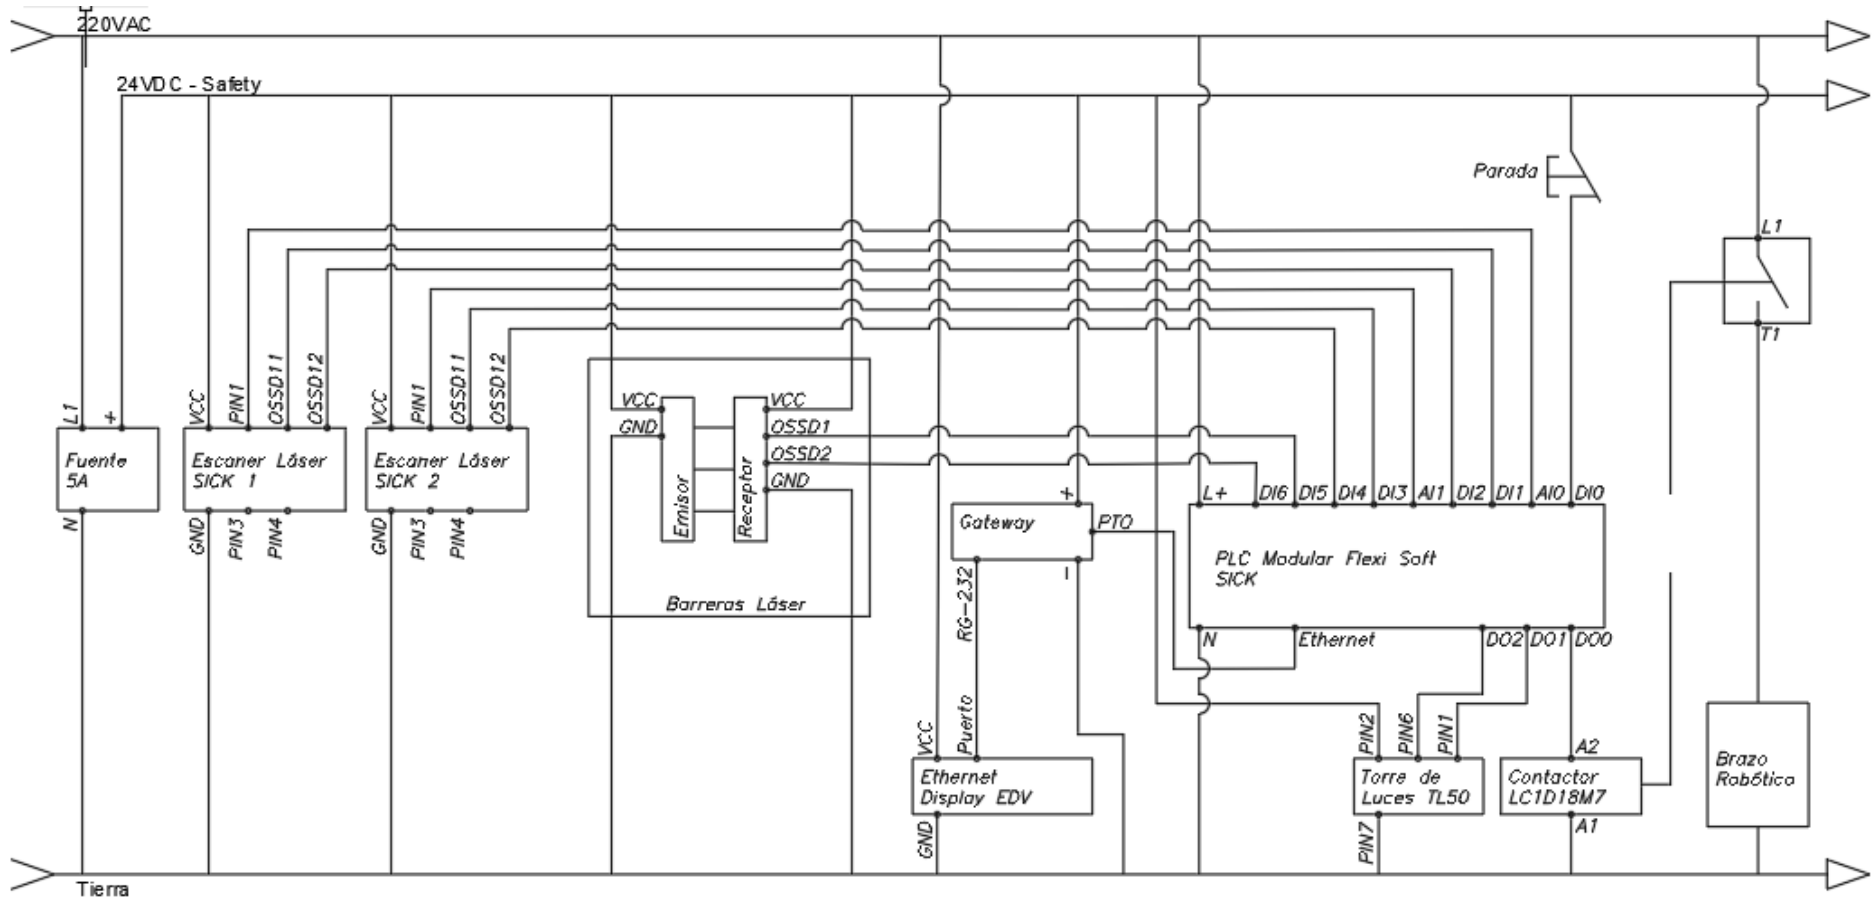 220VAC
24VDC - Safety
Parada
L1
T1
L1
+
VCC
PIN1
OSSD11
OSSD12
VCC
PIN1
OSSD11
OSSD12
Fuente
5A
Escaner Láser
SICK 1
Escaner Láser
SICK 2
N
GND
PIN3
PIN4
GND
PIN3
PIN4
VCC
GND
Emisor
Receptor
VCC
OSSD1
OSSD2
GND
Barreras Láser
+
Gateway
PTO
-
RG-232
Puerto
VCC
Ethernet
Display EDV
GND
L+
DI6
DI5
DI4
DI3
AI1
DI2
DI1
AI0
DI0
PLC Modular Flexi Soft
SICK
N
Ethernet
DO2
DO1
DO0
PIN2
PIN6
PIN1
Torre de
Luces TL50
PIN7
A2
Contactor
LC1D18M7
A1
Brazo
Robótico
Tierra